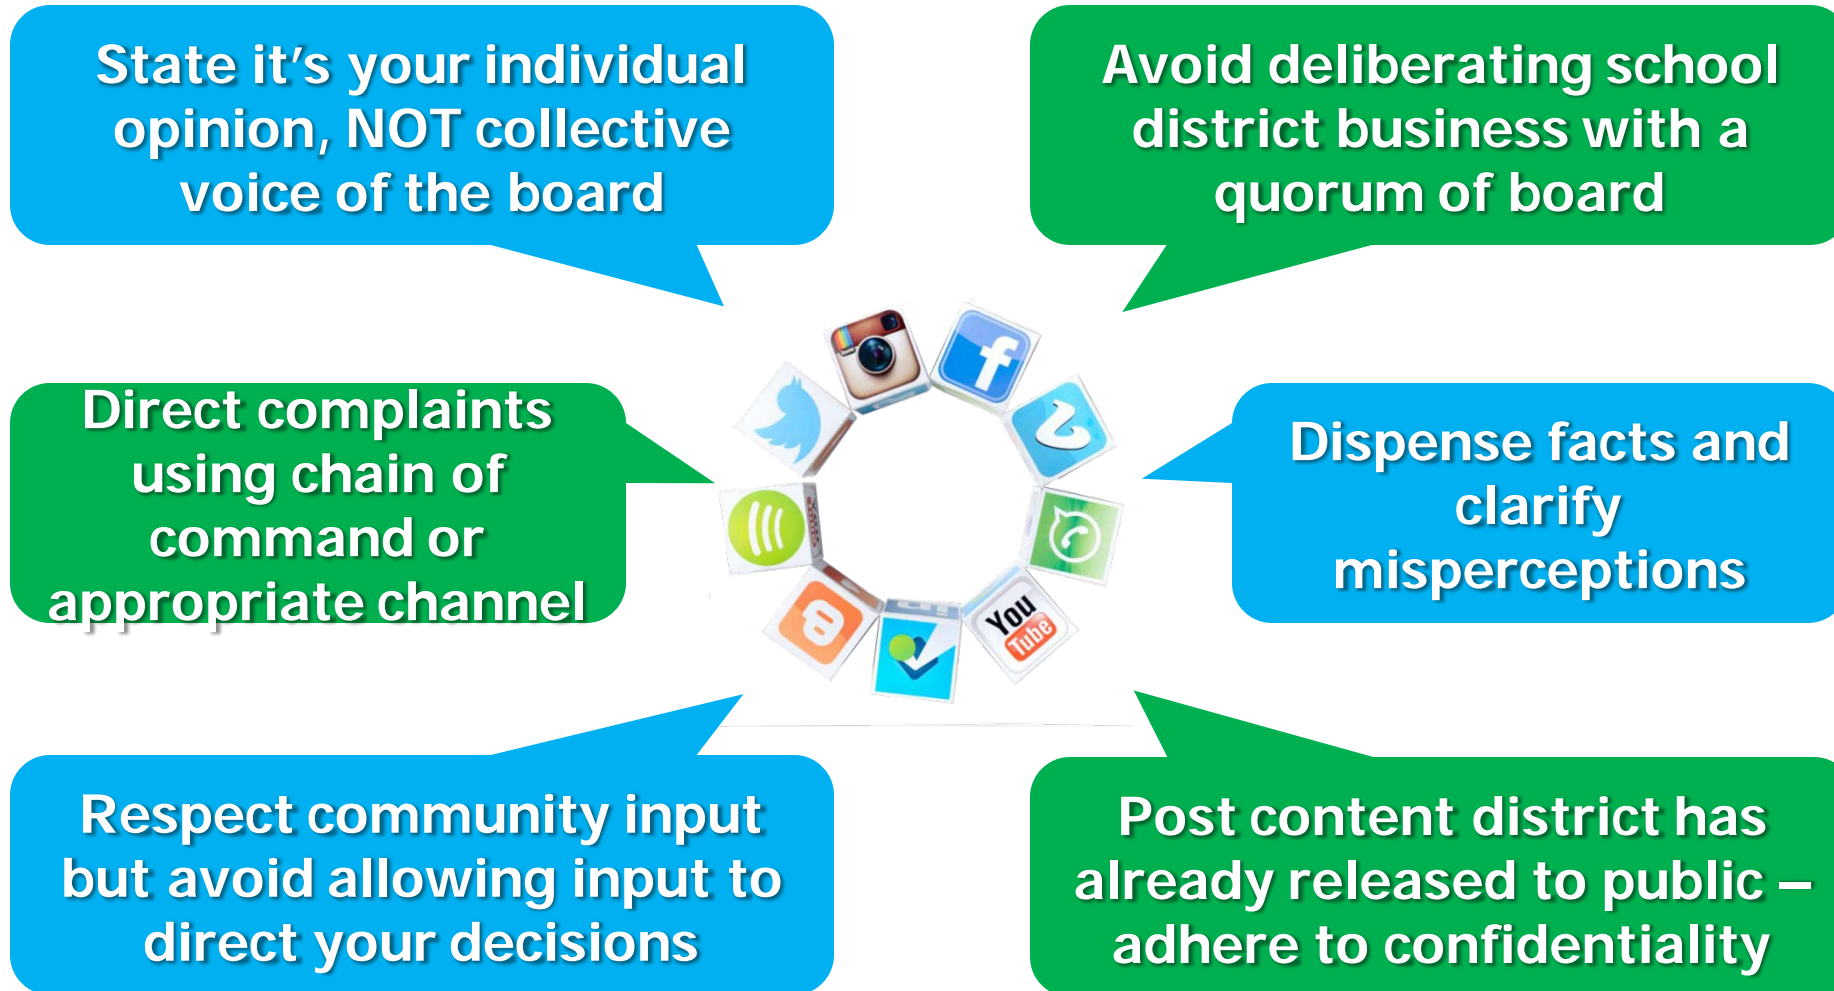 State it’s your individual
opinion, NOT collective
voice of the board
Avoid deliberating school
district business with a
quorum of board
Direct complaints
using chain of
command or
appropriate channel
Dispense facts and
clarify
misperceptions
You
Tube
Respect community input
but avoid allowing input to
direct your decisions
Post content district has
already released to public –
adhere to confidentiality